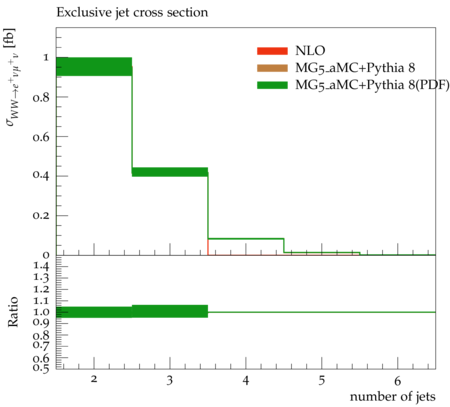 Exclusive jet cross section
σ_{WW→e⁺νμ⁺ν} [fb]
NLO
MG5_aMC+Pythia 8
MG5_aMC+Pythia 8(PDF)
1
0.8
0.6
0.4
0.2
0
Ratio
1.4
1.3
1.2
1.1
1.0
0.9
0.8
0.7
0.6
0.5
2 3 4 5 6
number of jets